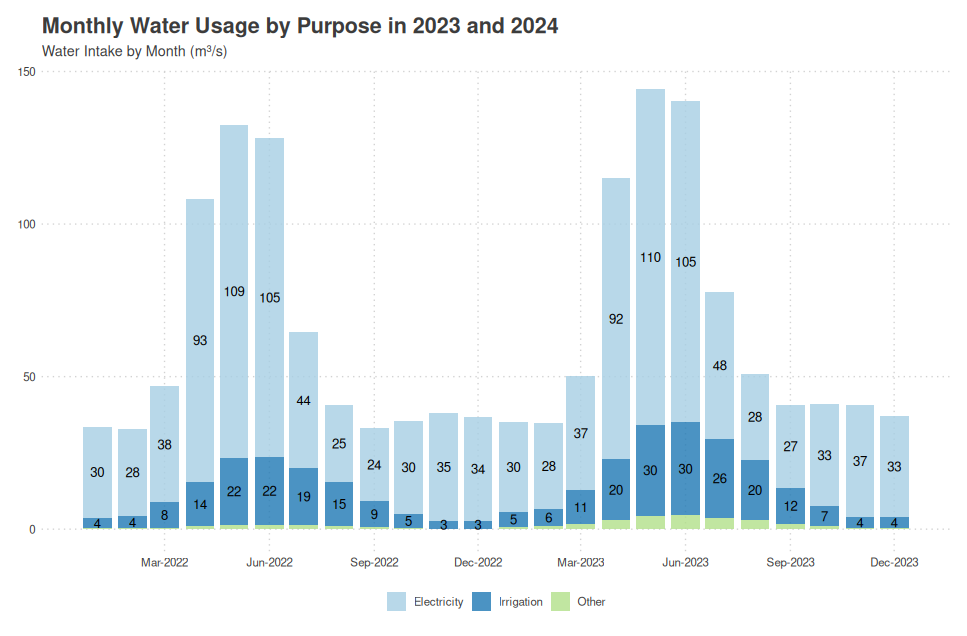 Monthly Water Usage by Purpose in 2023 and 2024
Water Intake by Month (m³/s)
150
100
50
0
30 28 38 93 109 105 44 25 24 30 35 34 30 28 37 92 110 105 48 28 27 33 37 33
4 4 8 14 22 22 19 15 9 5 3 3 5 6 11 20 30 30 26 20 12 7 4 4
Mar-2022 Jun-2022 Sep-2022 Dec-2022 Mar-2023 Jun-2023 Sep-2023 Dec-2023
Electricity Irrigation Other